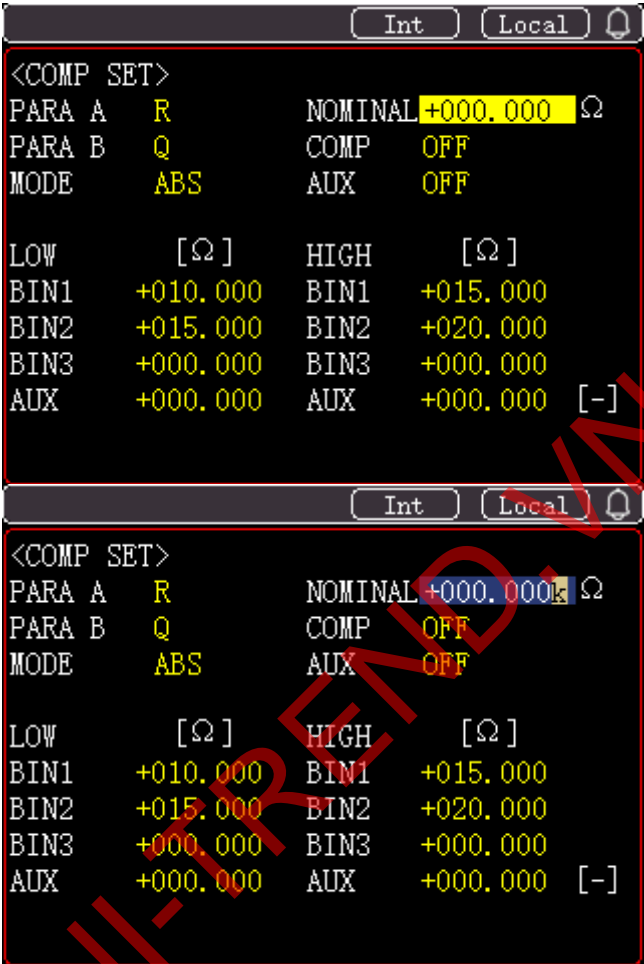 Int Local
<COMP SET>
PARA A R NOMINAL +000.000 Ω
PARA B Q COMP OFF
MODE ABS AUX OFF
LOW [Ω] HIGH [Ω]
BIN1 +010.000 BIN1 +015.000
BIN2 +015.000 BIN2 +020.000
BIN3 +000.000 BIN3 +000.000
AUX +000.000 AUX +000.000 [-]
Int Local
<COMP SET>
PARA A R NOMINAL +000.000k Ω
PARA B Q COMP OFF
MODE ABS AUX OFF
LOW [Ω] HIGH [Ω]
BIN1 +010.000 BIN1 +015.000
BIN2 +015.000 BIN2 +020.000
BIN3 +000.000 BIN3 +000.000
AUX +000.000 AUX +000.000 [-]
II-TREND.VN